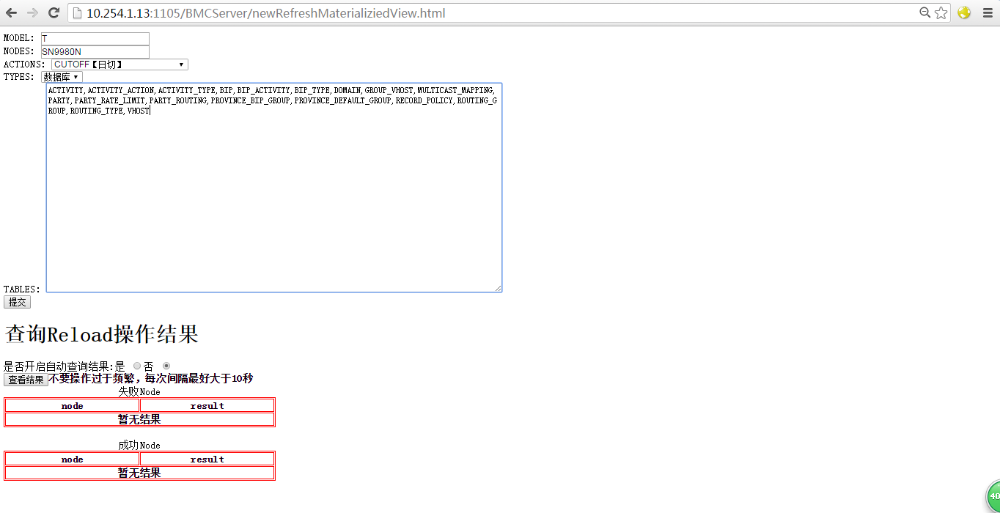 10.254.1.13:1105/BMCServer/newRefreshMaterializiedView.html
MODEL: T
NODES: SN9980N
ACTIONS: CUTOFF【日切】
TYPES: 数据库
ACTIVITY,ACTIVITY_ACTION,ACTIVITY_TYPE,BIP,BIP_ACTIVITY,BIP_TYPE,DOMAIN,GROUP_VHOST,MULTICAST_MAPPING,
PARTY,PARTY_RATE_LIMIT,PARTY_ROUTING,PROVINCE_BIP_GROUP,PROVINCE_DEFAULT_GROUP,RECORD_POLICY,ROUTING_G
ROUP,ROUTING_TYPE,VHOST
TABLES:
提交
查询Reload操作结果
是否开启自动查询结果:是 否
查看结果 不要操作过于频繁，每次间隔最好大于10秒
失败Node
node result
暂无结果
成功Node
node result
暂无结果
40